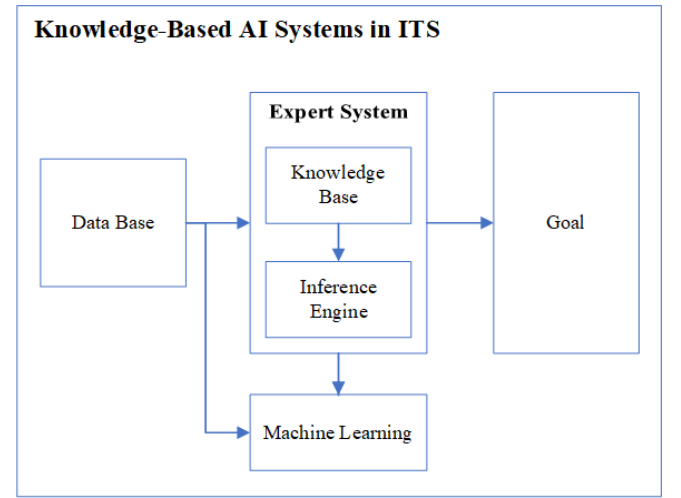 Knowledge-Based AI Systems in ITS
Expert System
Knowledge
Base
Data Base
Goal
Inference
Engine
Machine Learning